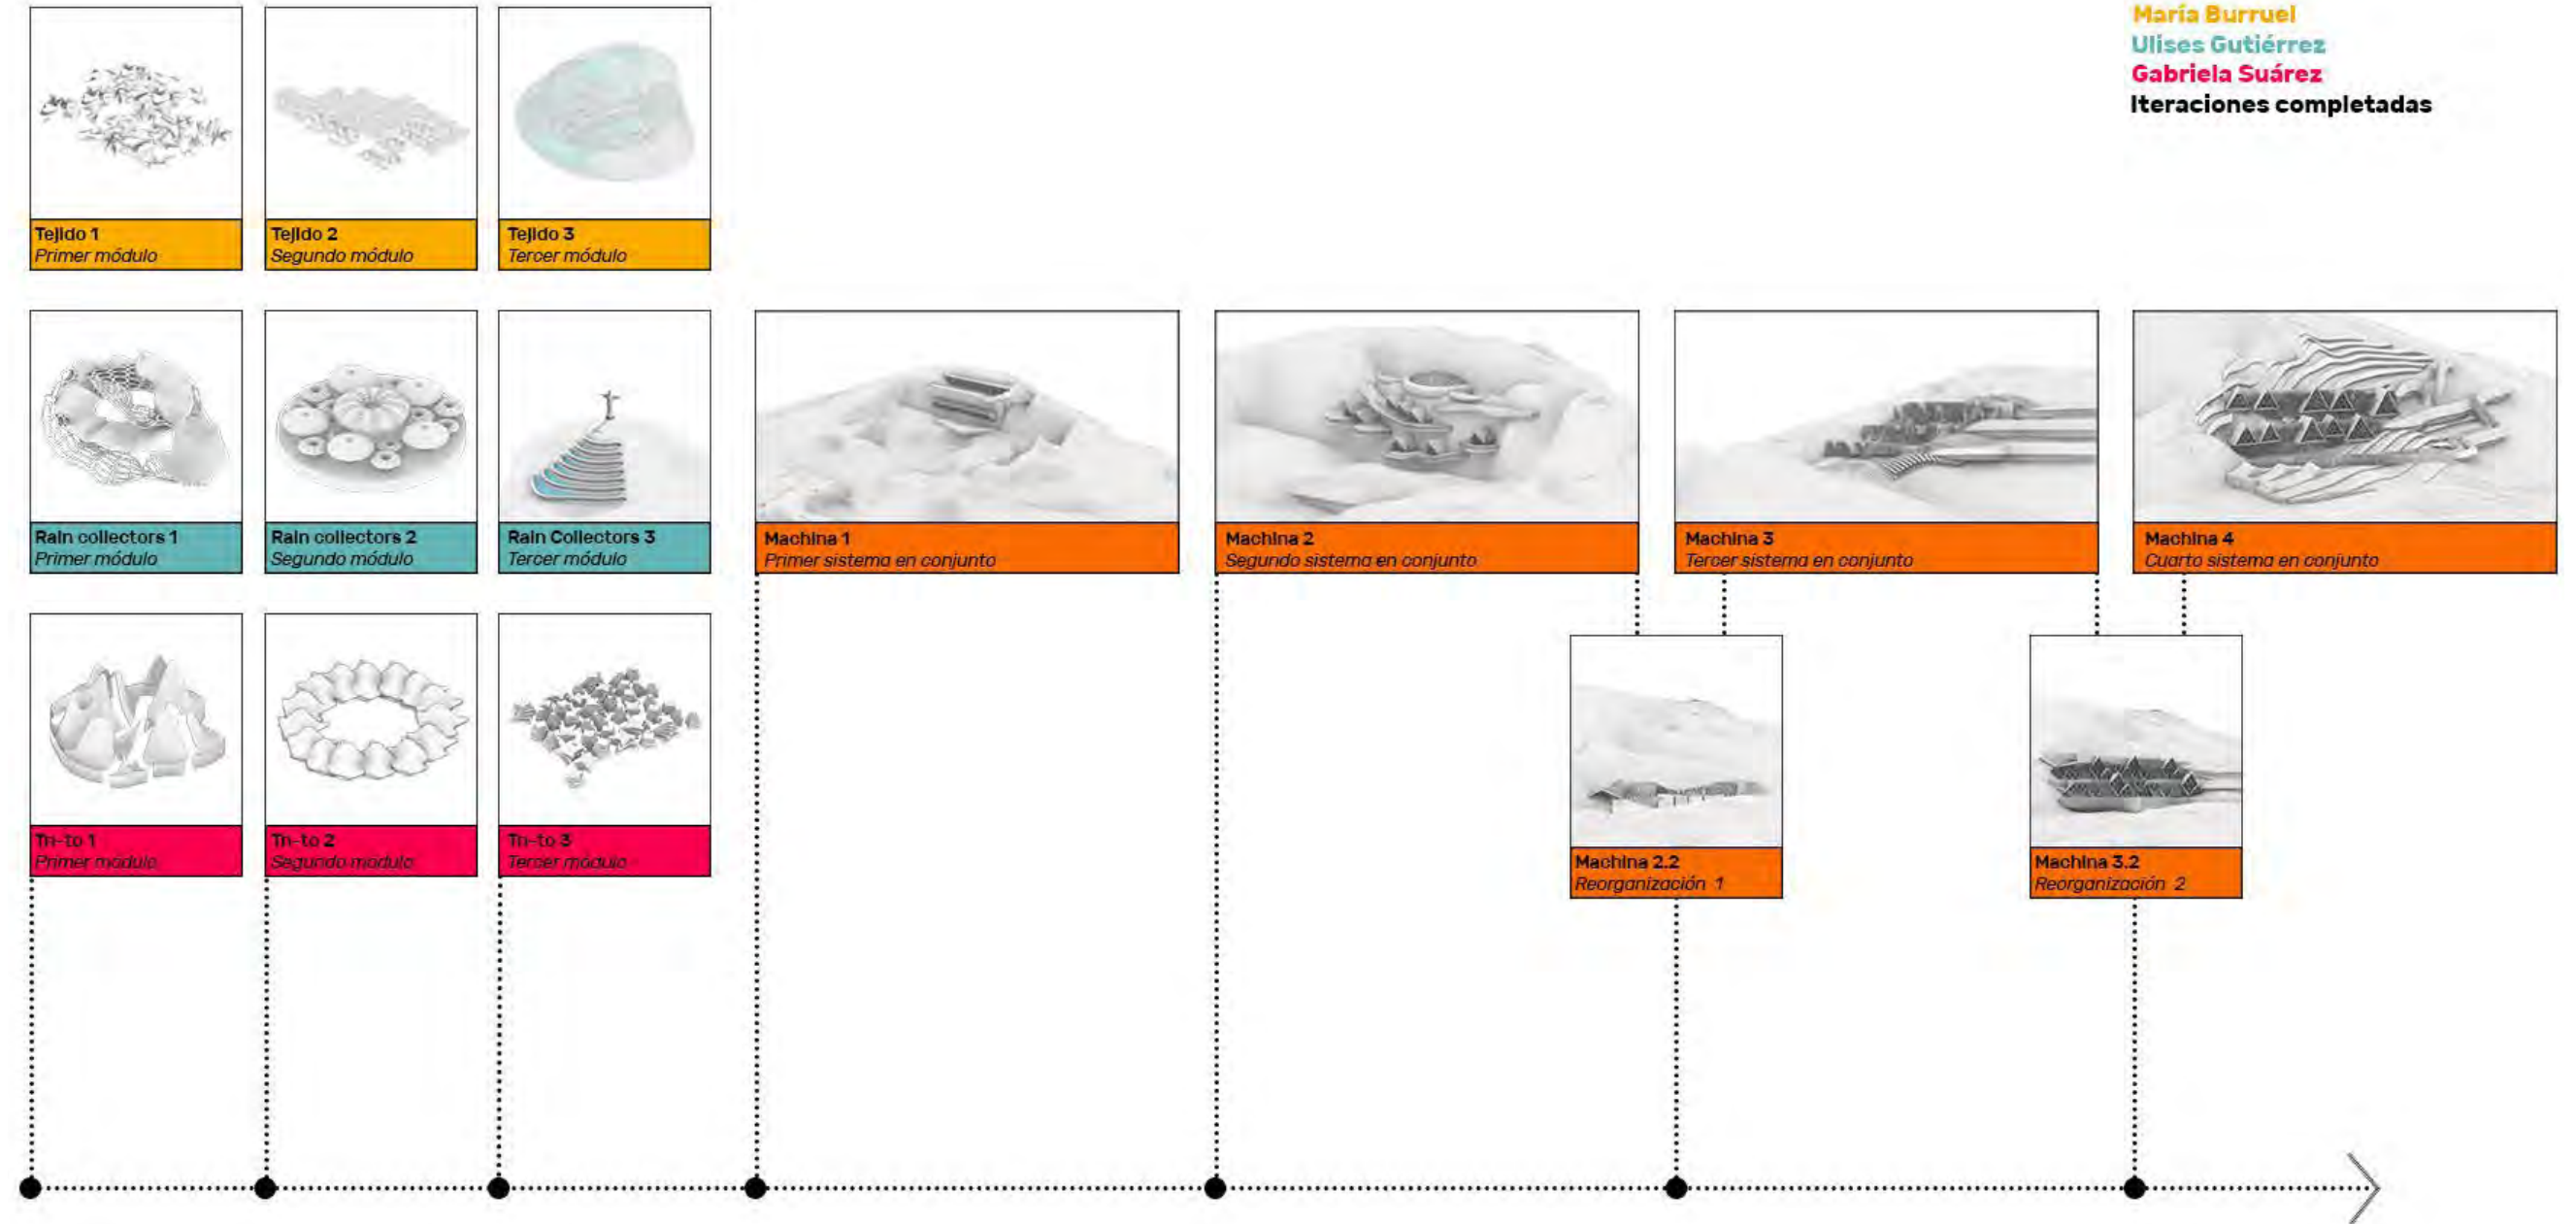 María Burruel
Ulises Gutiérrez
Gabriela Suárez
Iteraciones completadas
Tejido 1
Primer módulo
Tejido 2
Segundo módulo
Tejido 3
Tercer módulo
Rain collectors 1
Primer módulo
Rain collectors 2
Segundo módulo
Rain Collectors 3
Tercer módulo
Machina 1
Primer sistema en conjunto
Machina 2
Segundo sistema en conjunto
Machina 3
Tercer sistema en conjunto
Machina 4
Cuarto sistema en conjunto
Tn-to 1
Primer módulo
Tn-to 2
Segundo módulo
Tn-to 3
Tercer módulo
Machina 2.2
Reorganización 1
Machina 3.2
Reorganización 2